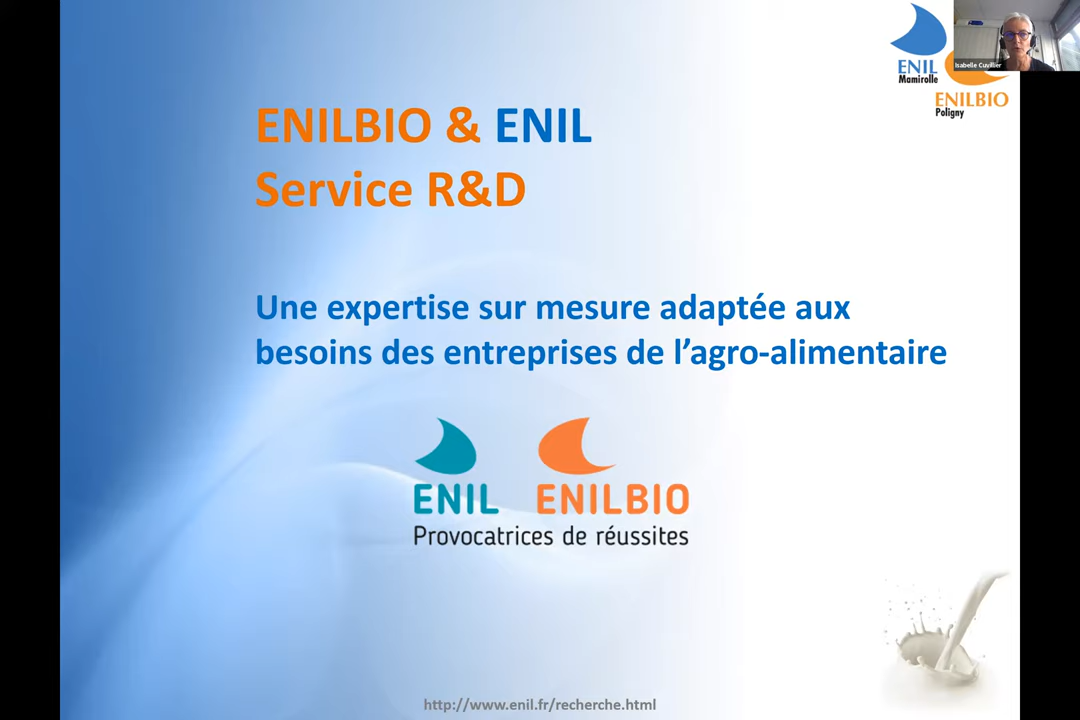 ENILBIO & ENIL
Service R&D
Une expertise sur mesure adaptée aux
besoins des entreprises de l’agro-alimentaire
ENIL ENILBIO
Provocatrices de réussites
http://www.enil.fr/recherche.html
ENIL
Mamirolle
ENILBIO
Poligny
Isabelle Cuvillier